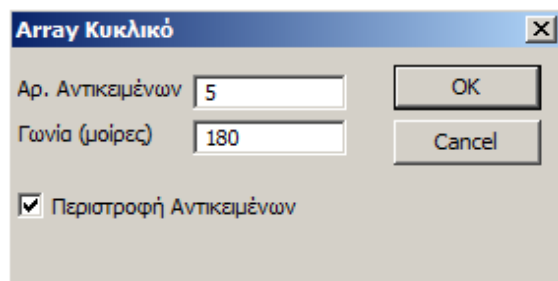 Array Κυκλικό
Αρ. Αντικειμένων 5
OK
Γωνία (μοίρες) 180
Cancel
Περιστροφή Αντικειμένων